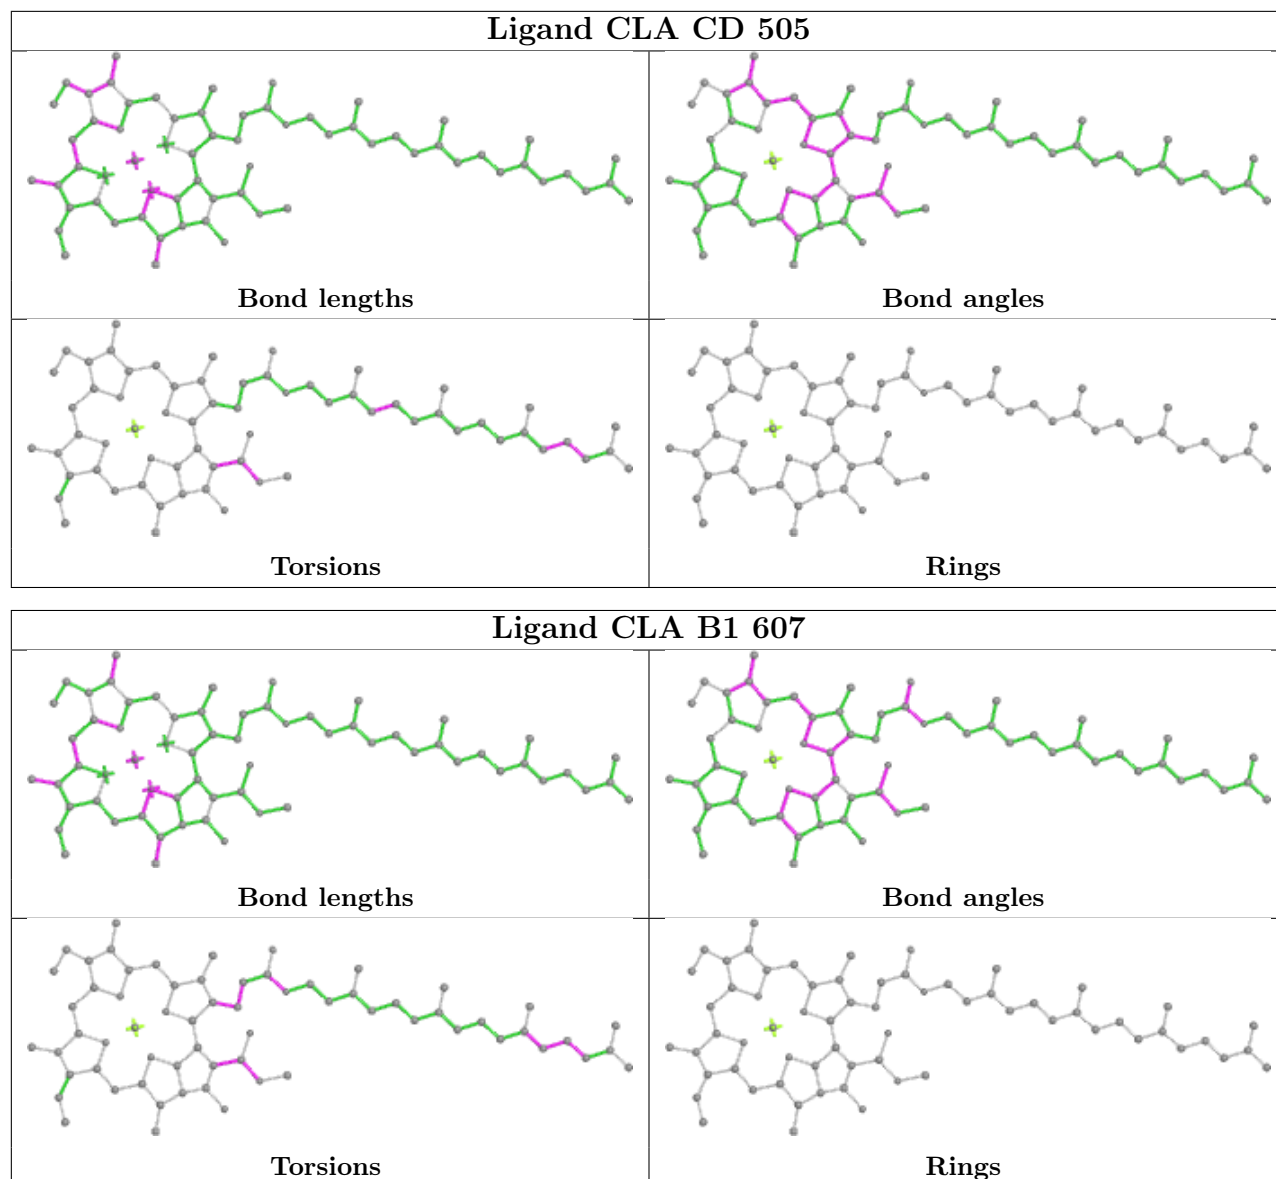 Ligand CLA CD 505
Bond lengths
Bond angles
Torsions
Rings
Ligand CLA B1 607
Bond lengths
Bond angles
Torsions
Rings